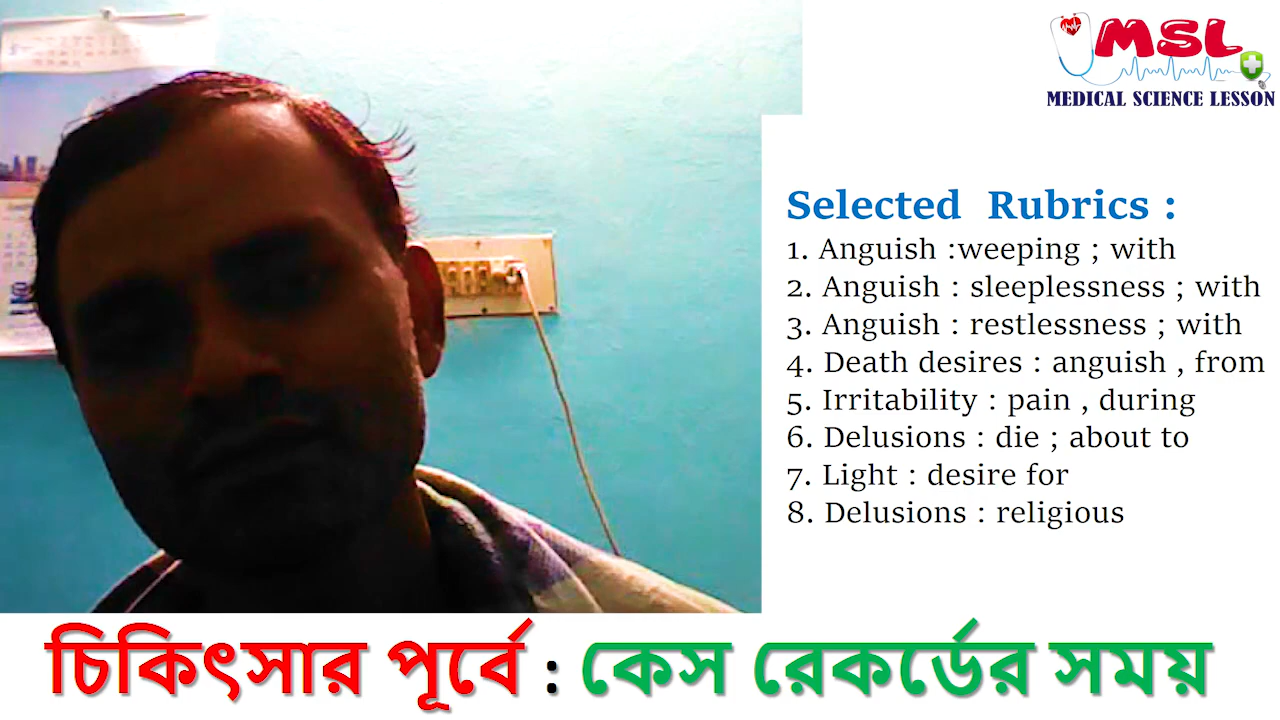 MSL
MEDICAL SCIENCE LESSON
Selected Rubrics :
1. Anguish :weeping ; with
2. Anguish : sleeplessness ; with
3. Anguish : restlessness ; with
4. Death desires : anguish , from
5. Irritability : pain , during
6. Delusions : die ; about to
7. Light : desire for
8. Delusions : religious
চিকিৎসার পূর্বে : কেস রেকর্ডের সময়